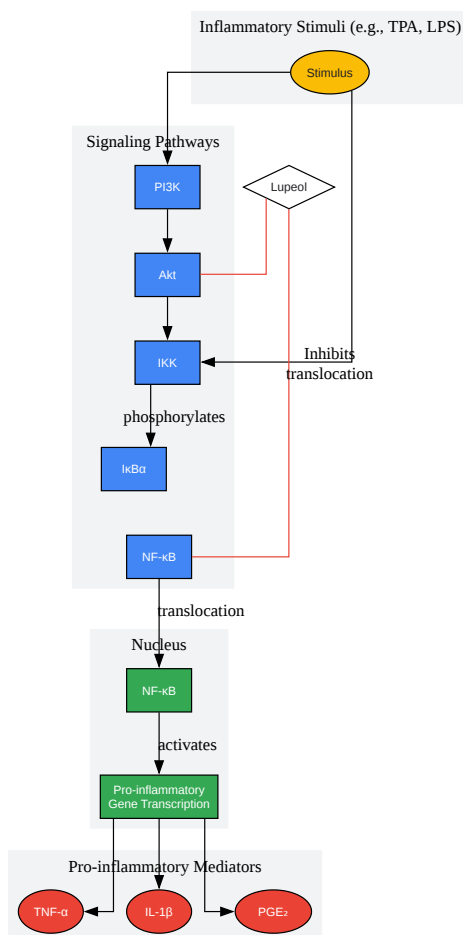 Inflammatory Stimuli (e.g., TPA, LPS)
Stimulus
Signaling Pathways
PI3K
Lupeol
Akt
IKK
Inhibits
translocation
phosphorylates
IκBα
NF-κB
translocation
Nucleus
NF-κB
activates
Pro-inflammatory
Gene Transcription
Pro-inflammatory Mediators
TNF-α
IL-1β
PGE₂